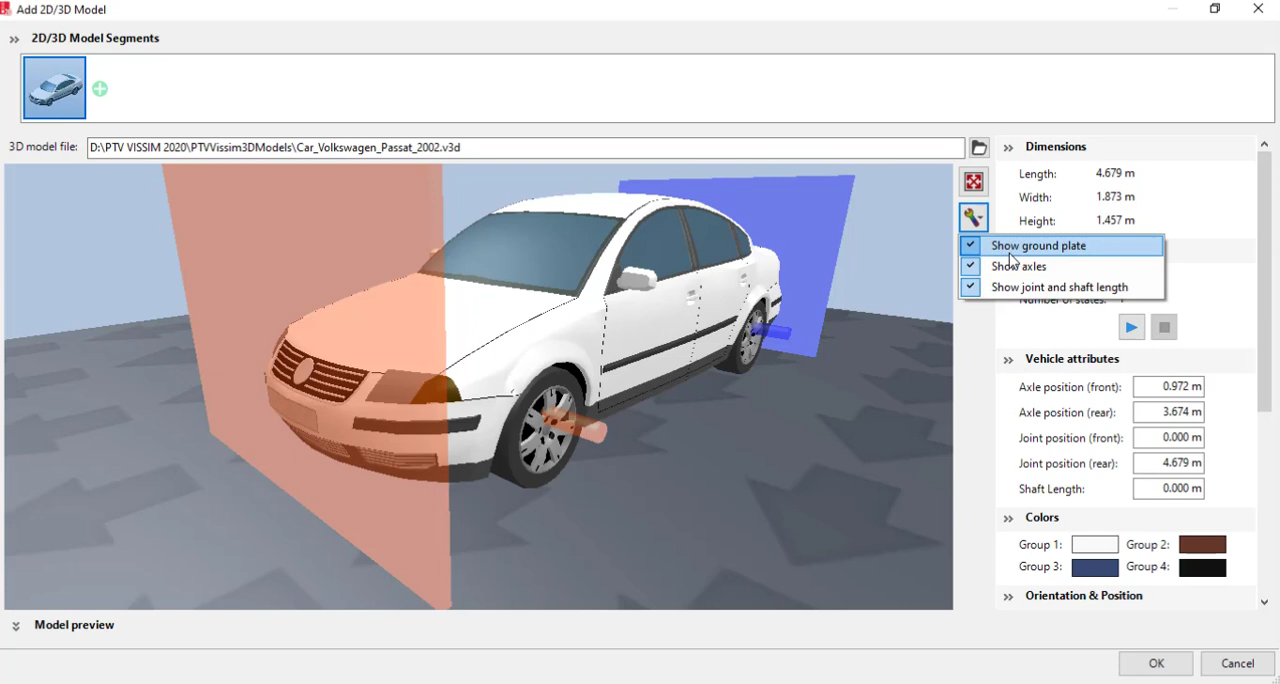 Add 2D/3D Model
2D/3D Model Segments
3D model file: D:\PTV VISSIM 2020\PTVVissim3DModels\Car_Volkswagen_Passat_2002.v3d
Dimensions
Length: 4.679 m
Width: 1.873 m
Height: 1.457 m
Show ground plate
Show axles
Show joint and shaft length
Number of states: 1
Vehicle attributes
Axle position (front): 0.972 m
Axle position (rear): 3.674 m
Joint position (front): 0.000 m
Joint position (rear): 4.679 m
Shaft Length: 0.000 m
Colors
Group 1: Group 2:
Group 3: Group 4:
Orientation & Position
Model preview
OK Cancel